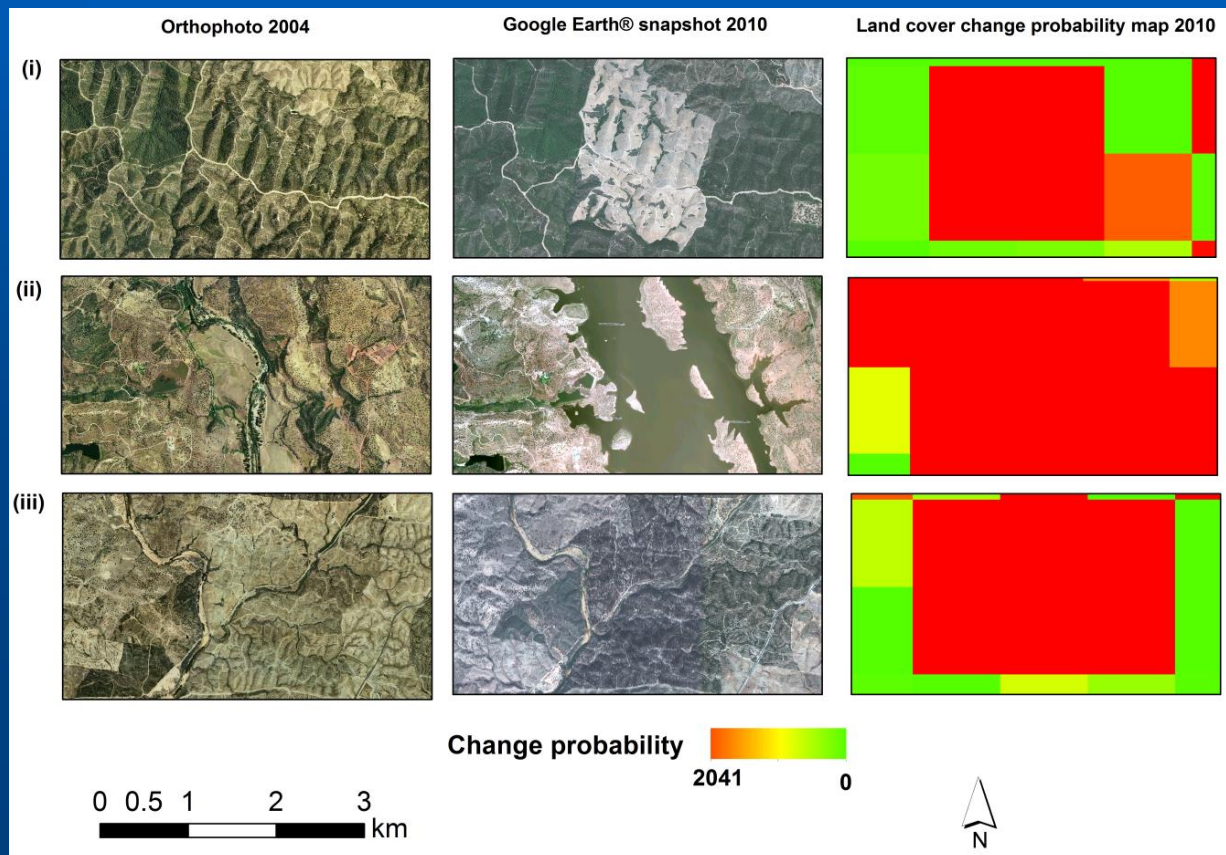 Orthophoto 2004
Google Earth® snapshot 2010
Land cover change probability map 2010
(i)
(ii)
(iii)
Change probability
2041 0
0 0.5 1 2 3
km
N